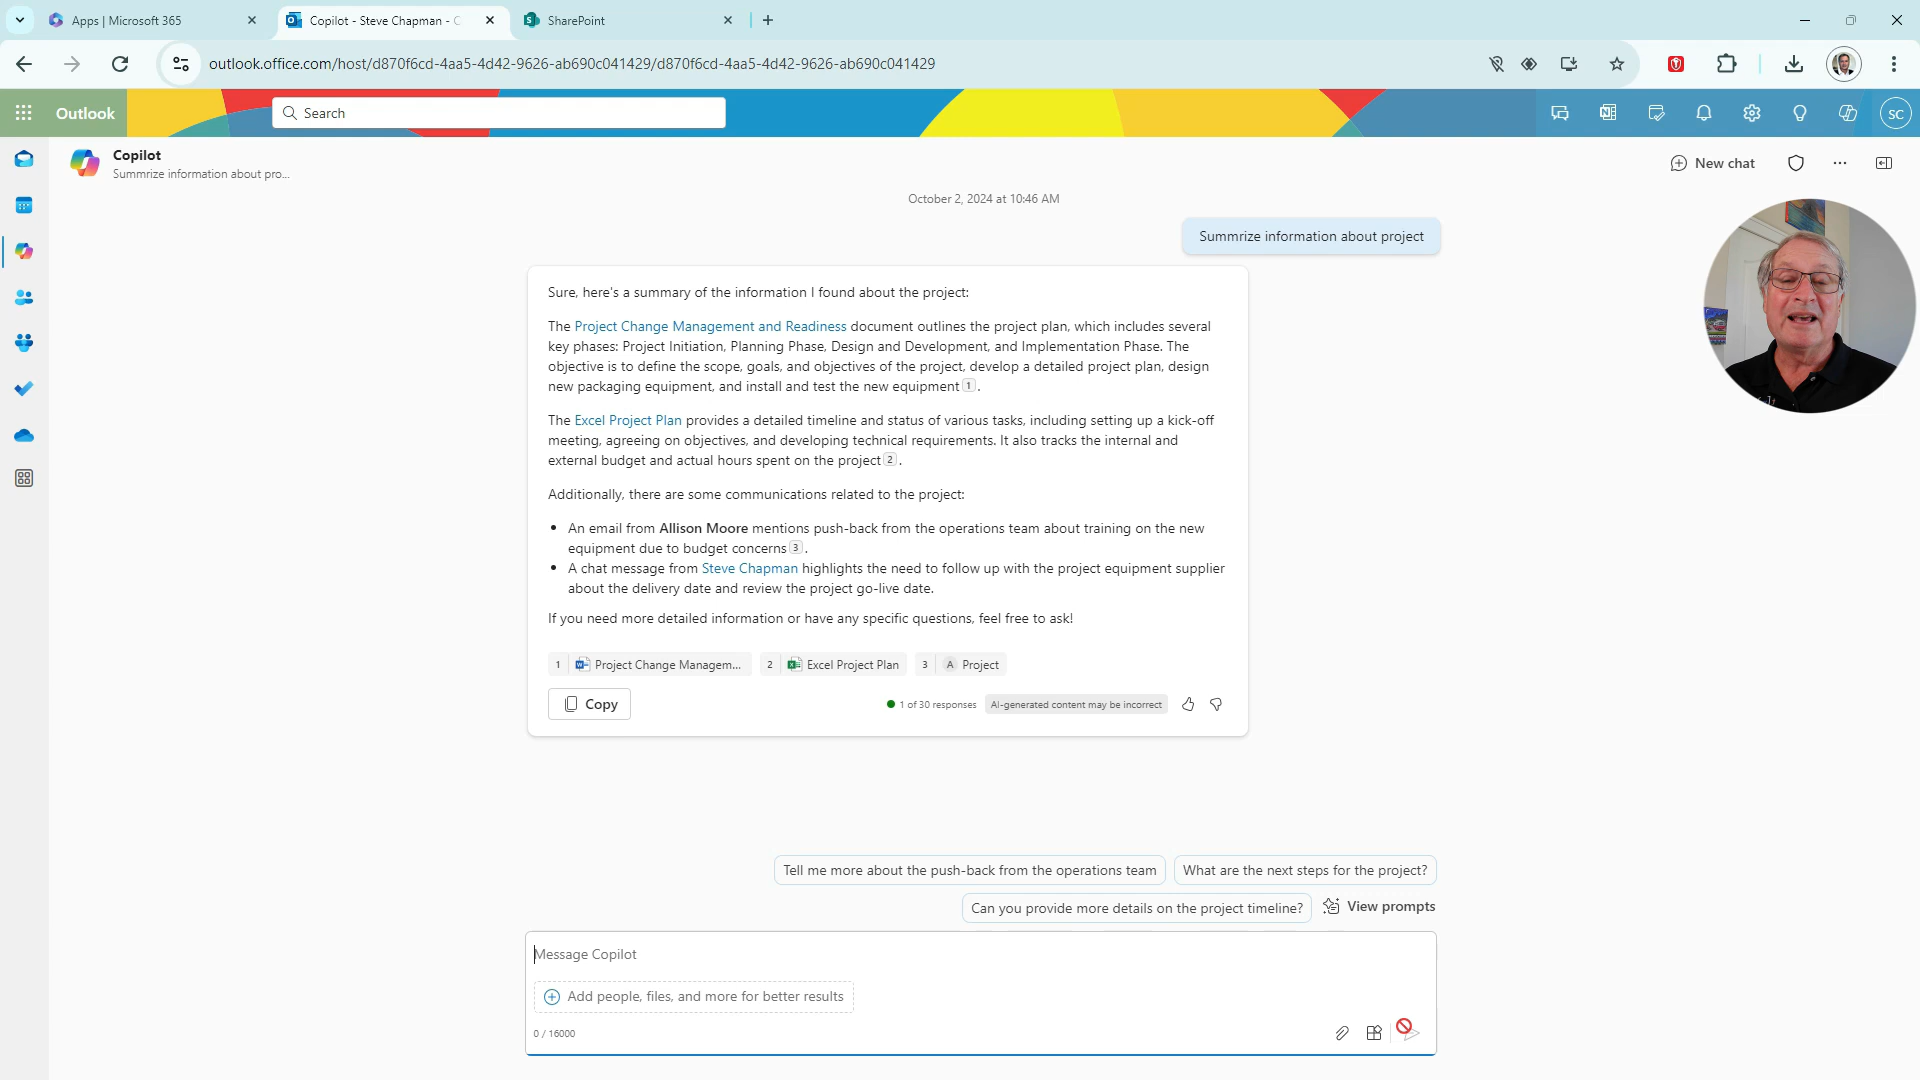 Apps | Microsoft 365
Copilot - Steve Chapman - C
SharePoint
outlook.office.com/host/d870f6cd-4aa5-4d42-9626-ab690c041429/d870f6cd-4aa5-4d42-9626-ab690c041429
Outlook
Search
SC
Copilot
Summrize information about pro...
New chat
October 2, 2024 at 10:46 AM
Summrize information about project
Sure, here's a summary of the information I found about the project:
The Project Change Management and Readiness document outlines the project plan, which includes several
key phases: Project Initiation, Planning Phase, Design and Development, and Implementation Phase. The
objective is to define the scope, goals, and objectives of the project, develop a detailed project plan, design
new packaging equipment, and install and test the new equipment 1 .
The Excel Project Plan provides a detailed timeline and status of various tasks, including setting up a kick-off
meeting, agreeing on objectives, and developing technical requirements. It also tracks the internal and
external budget and actual hours spent on the project 2 .
Additionally, there are some communications related to the project:
• An email from Allison Moore mentions push-back from the operations team about training on the new
equipment due to budget concerns 3 .
• A chat message from Steve Chapman highlights the need to follow up with the project equipment supplier
about the delivery date and review the project go-live date.
If you need more detailed information or have any specific questions, feel free to ask!
1 Project Change Managem... 2 Excel Project Plan 3 A Project
Copy
1 of 30 responses AI-generated content may be incorrect
Tell me more about the push-back from the operations team What are the next steps for the project?
Can you provide more details on the project timeline? View prompts
Message Copilot
Add people, files, and more for better results
0 / 16000